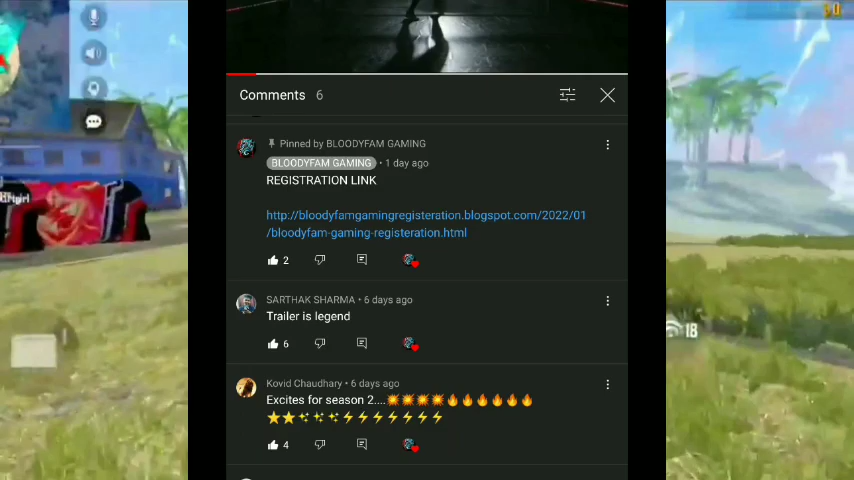 Comments 6
Pinned by BLOODYFAM GAMING
BLOODYFAM GAMING • 1 day ago
REGISTRATION LINK
http://bloodyfamgamingregisteration.blogspot.com/2022/01
/bloodyfam-gaming-registeration.html
2
SARTHAK SHARMA • 6 days ago
Trailer is legend
6
Kovid Chaudhary • 6 days ago
Excites for season 2....💥💥💥💥🔥🔥🔥🔥🔥🔥
⭐⭐✨✨✨⚡⚡⚡⚡⚡⚡⚡
4
18